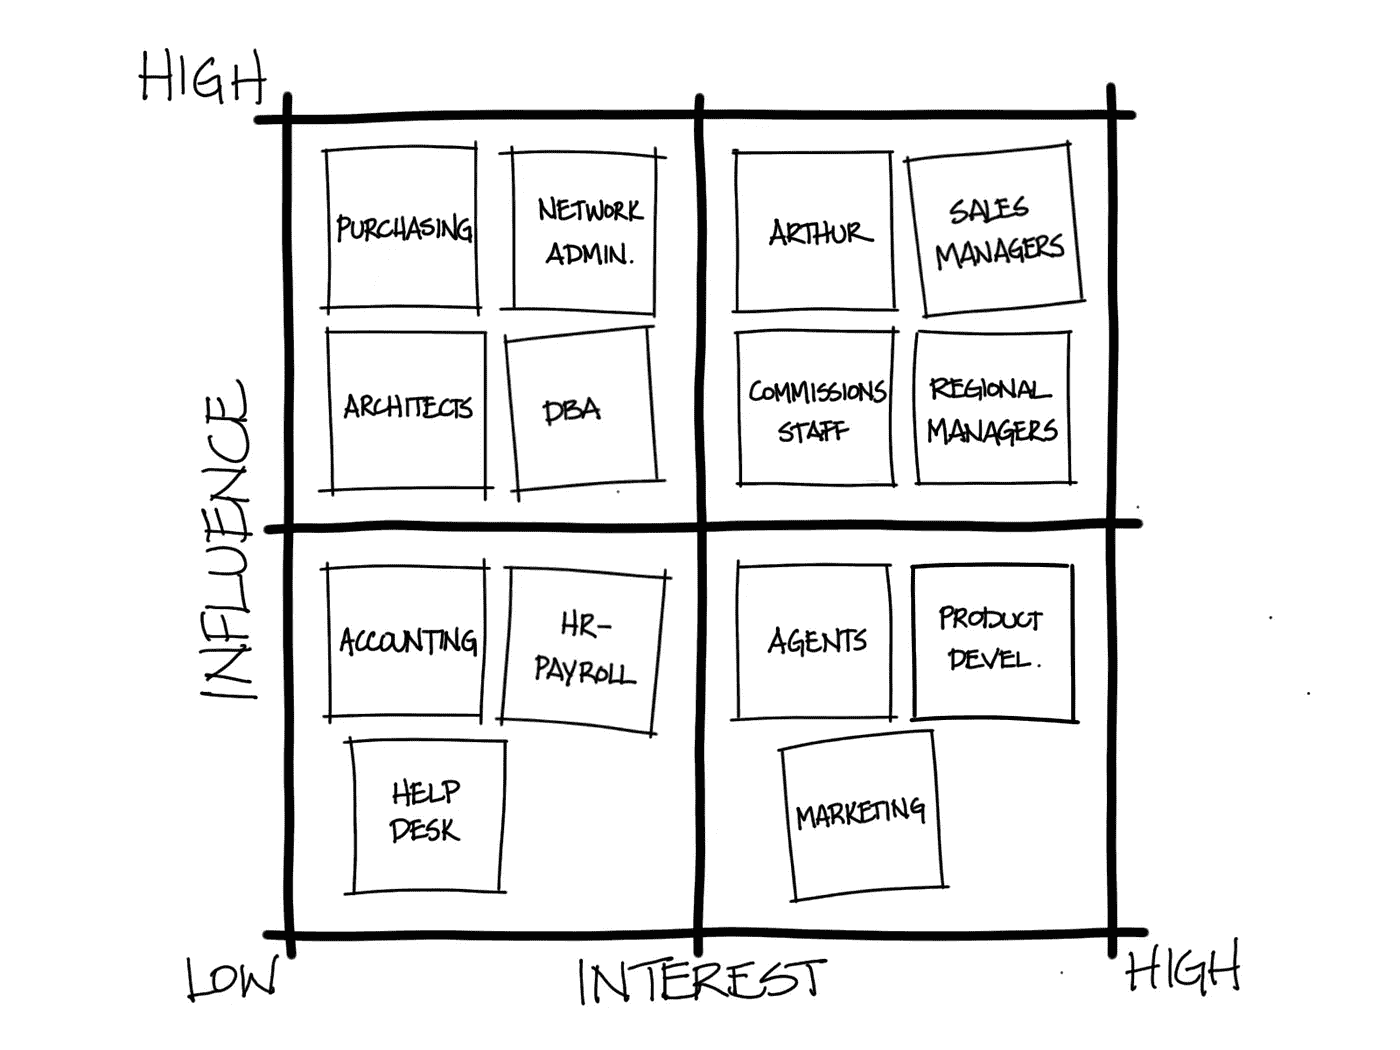 HIGH
PURCHASING
NETWORK
ADMIN.
ARTHUR
SALES
MANAGERS
ARCHITECTS
DBA
COMMISSIONS
STAFF
REGIONAL
MANAGERS
INFLUENCE
ACCOUNTING
HR-
PAYROLL
AGENTS
PRODUCT
DEVEL.
HELP
DESK
MARKETING
LOW
INTEREST
HIGH